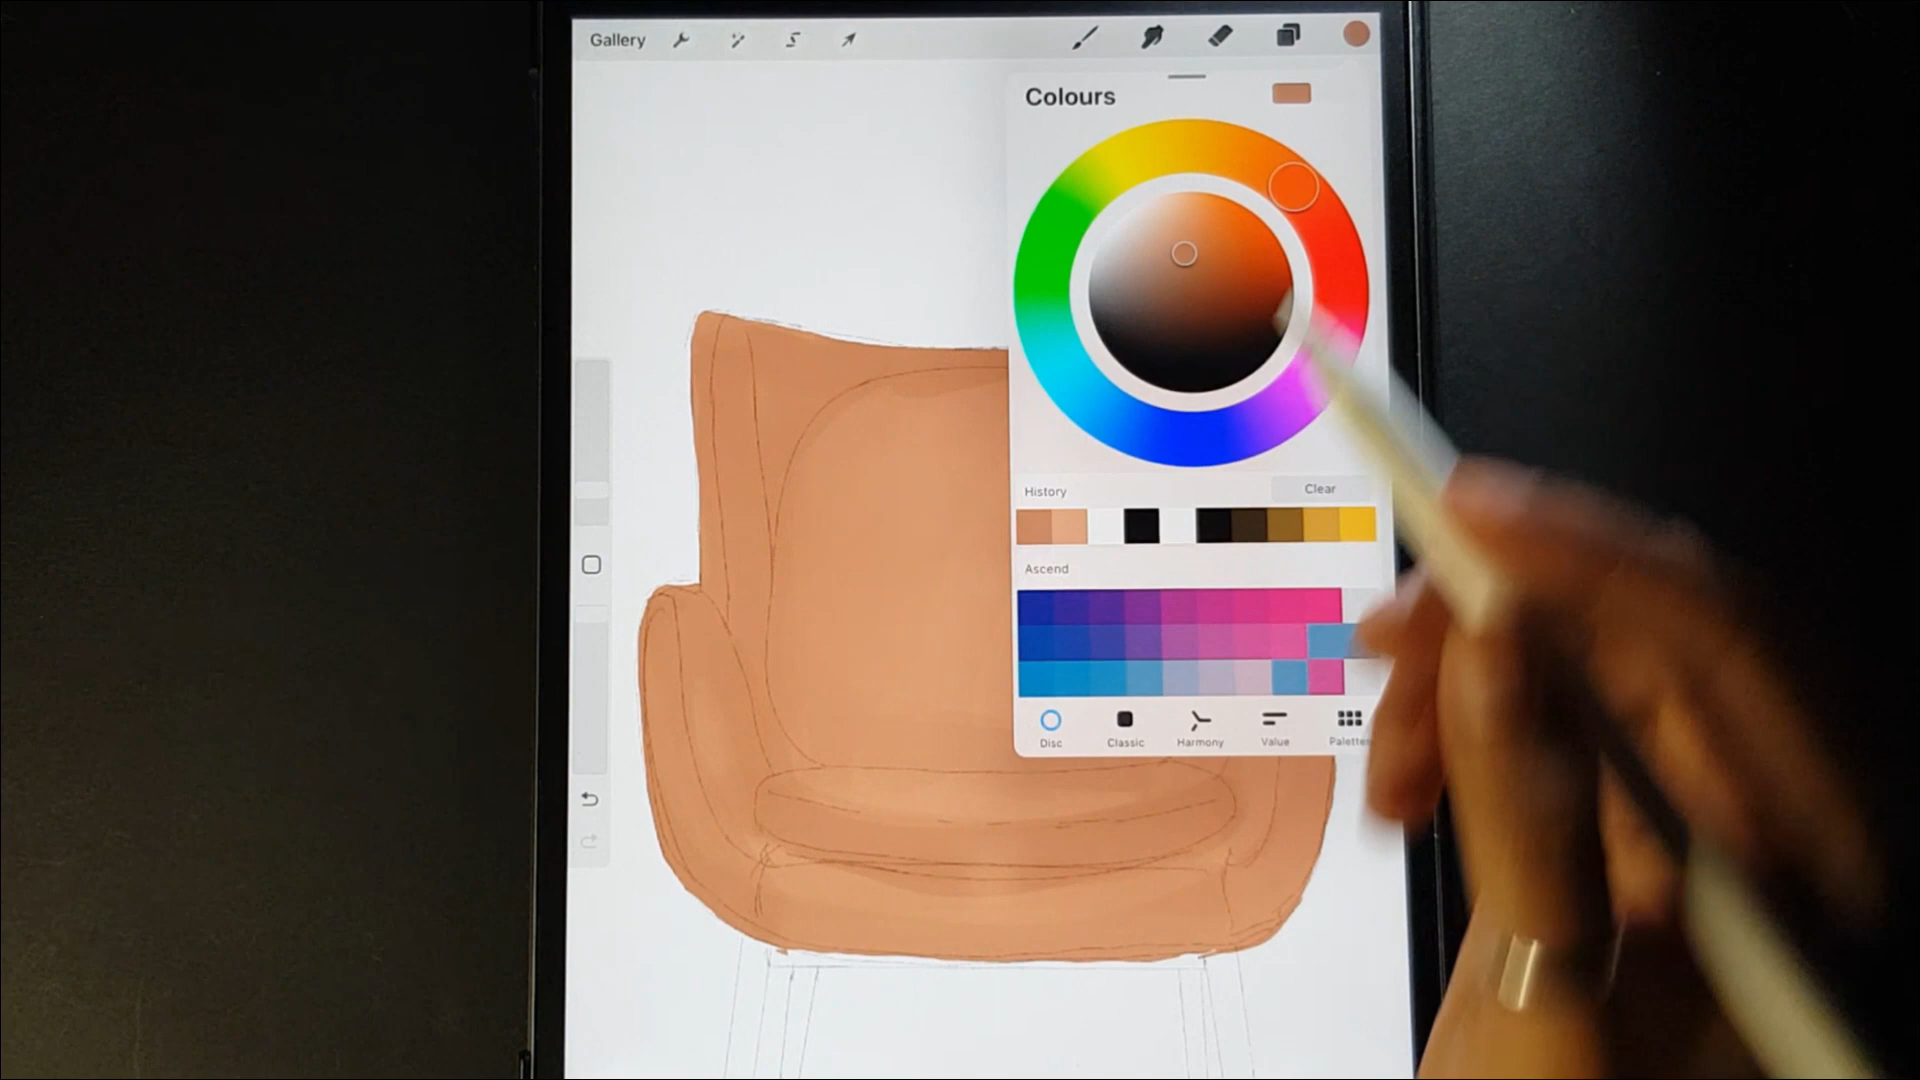 Gallery
Colours
History
Clear
Ascend
Disc
Classic
Harmony
Value
Palettes